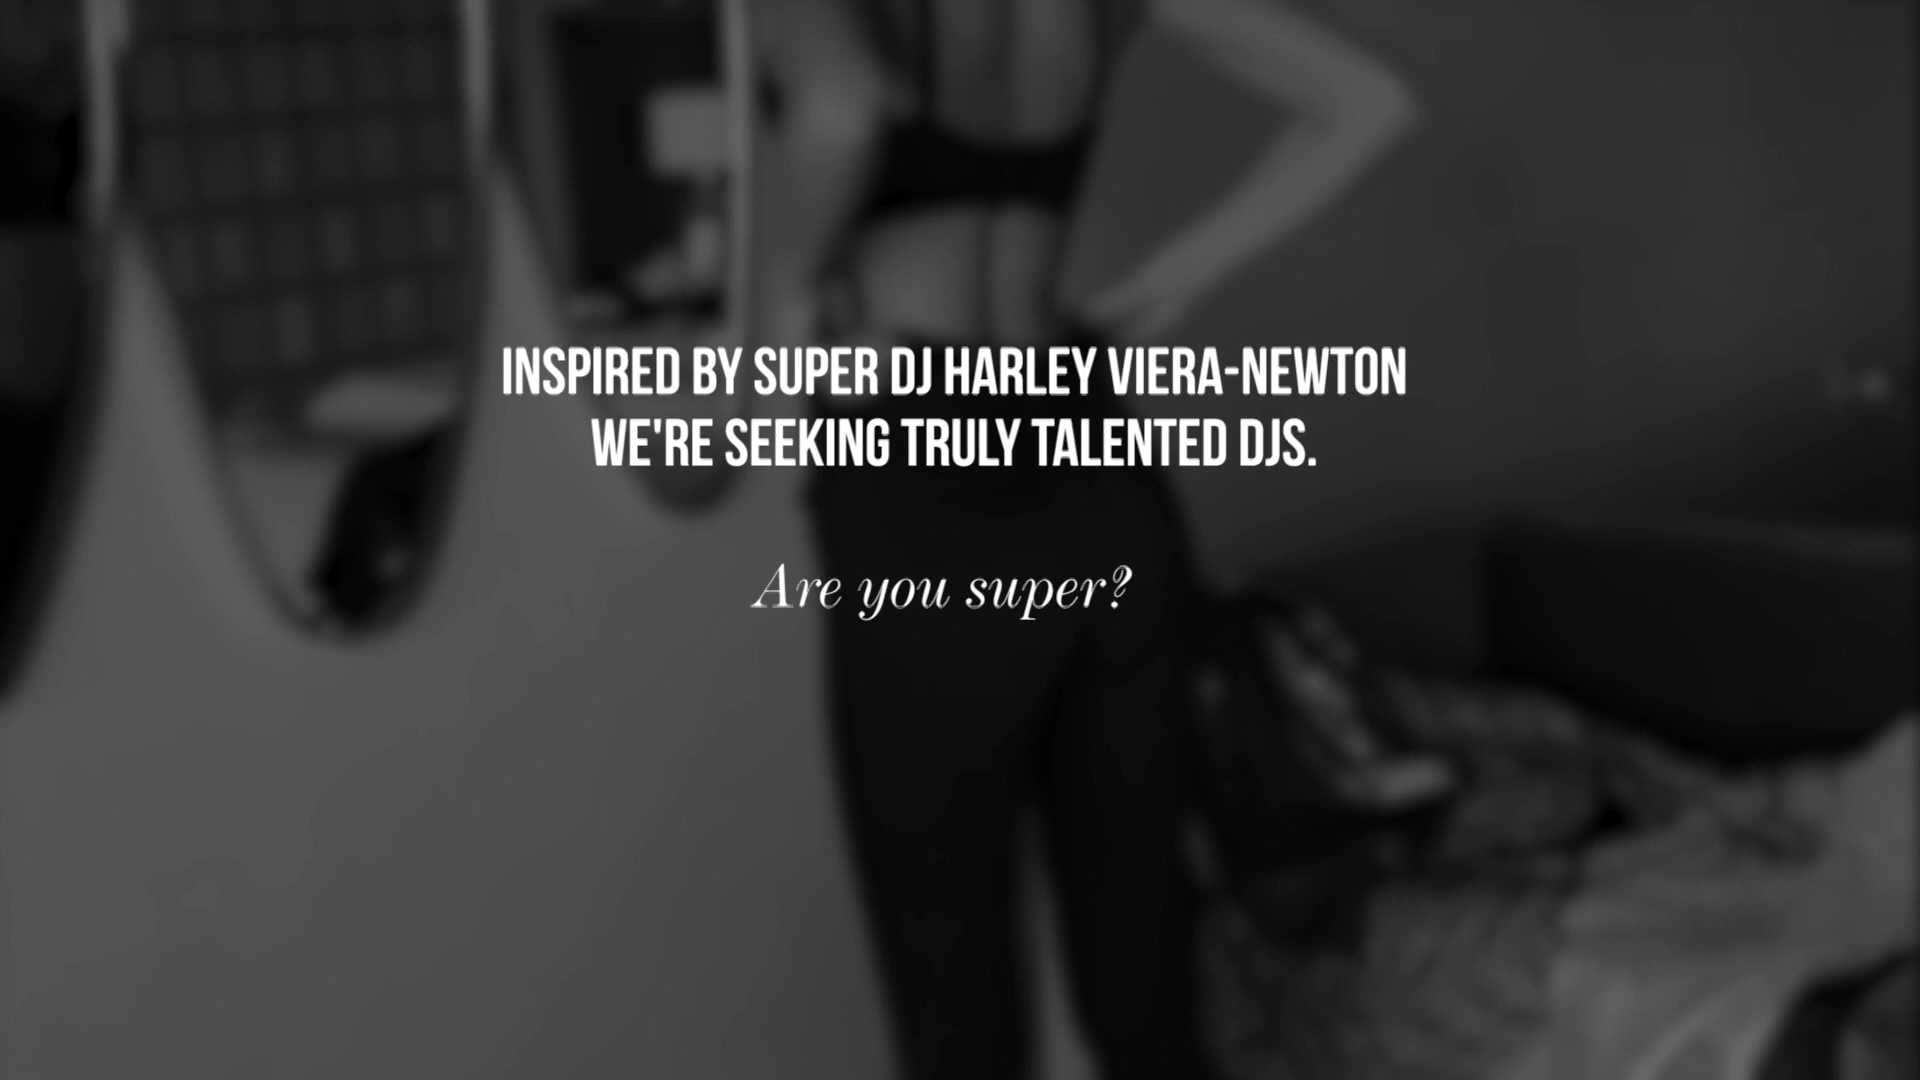 INSPIRED BY SUPER DJ HARLEY VIERA-NEWTON
WE'RE SEEKING TRULY TALENTED DJS.
Are you super?